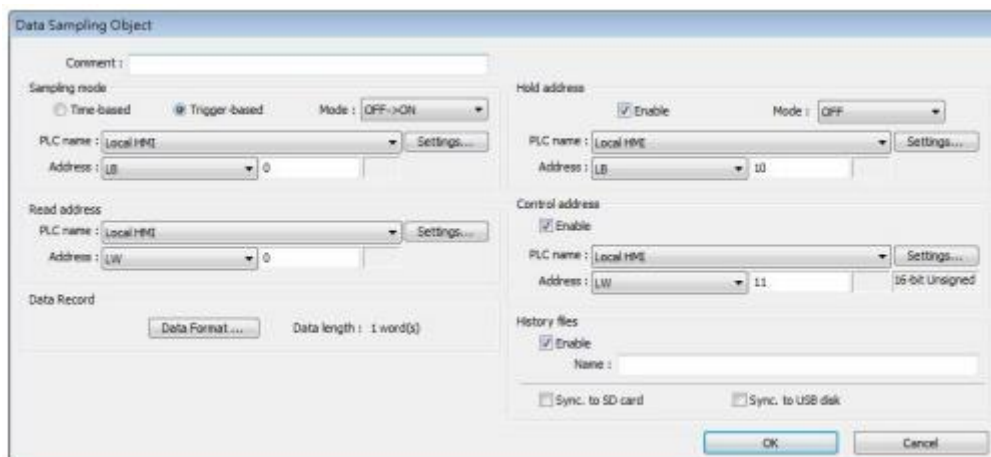 Data Sampling Object
Comment :
Sampling mode
Time-based Trigger-based Mode : OFF->ON
PLC name : Local HMI Settings...
Address : LB 0
Read address
PLC name : Local HMI Settings...
Address : LW 0
Data Record
Data Format ... Data length : 1 word(s)
Hold address
Enable Mode : OFF
PLC name : Local HMI Settings...
Address : LB 10
Control address
Enable
PLC name : Local HMI Settings...
Address : LW 11 16-bit Unsigned
History files
Enable
Name :
Sync. to SD card Sync. to USB disk
OK Cancel